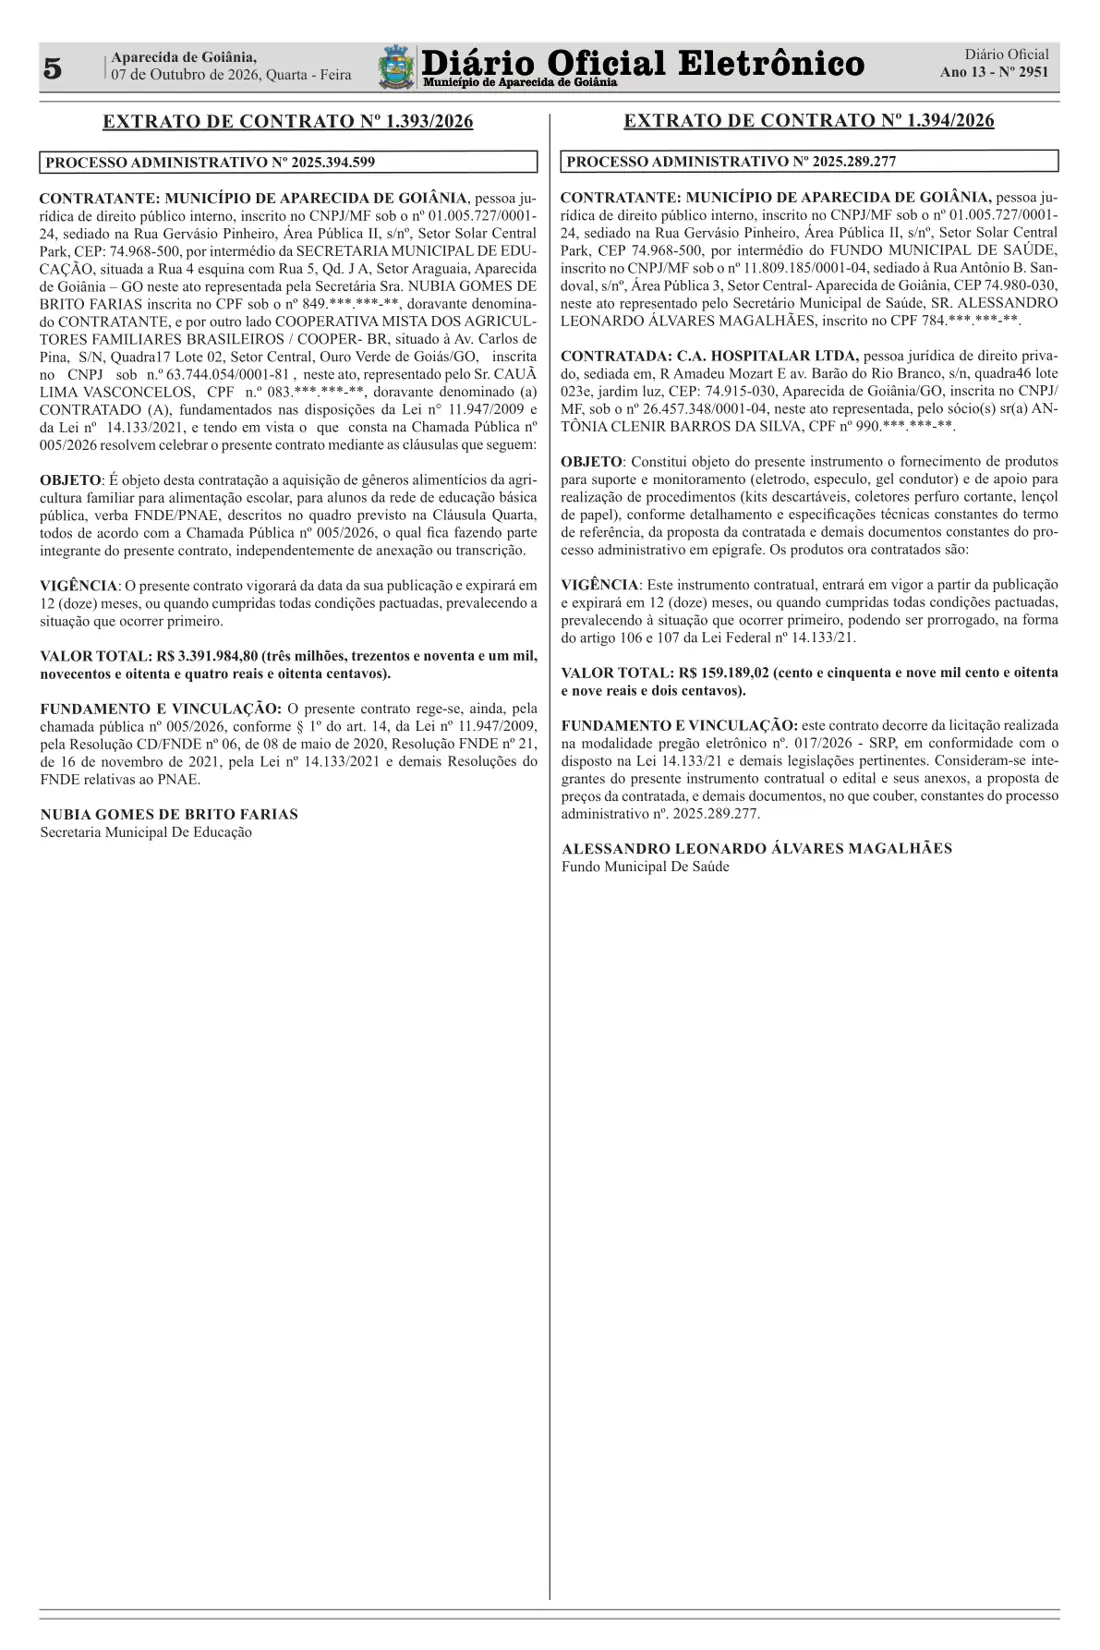 5
Aparecida de Goiânia,
07 de Outubro de 2026, Quarta - Feira
Diário Oficial Eletrônico
Município de Aparecida de Goiânia
Diário Oficial
Ano 13 - Nº 2951
EXTRATO DE CONTRATO Nº 1.393/2026
PROCESSO ADMINISTRATIVO Nº 2025.394.599
CONTRATANTE: MUNICÍPIO DE APARECIDA DE GOIÂNIA, pessoa ju-
rídica de direito público interno, inscrito no CNPJ/MF sob o nº 01.005.727/0001-
24, sediado na Rua Gervásio Pinheiro, Área Pública II, s/nº, Setor Solar Central
Park, CEP: 74.968-500, por intermédio da SECRETARIA MUNICIPAL DE EDU-
CAÇÃO, situada a Rua 4 esquina com Rua 5, Qd. J A, Setor Araguaia, Aparecida
de Goiânia – GO neste ato representada pela Secretária Sra. NUBIA GOMES DE
BRITO FARIAS inscrita no CPF sob o nº 849.***.***-**, doravante denomina-
do CONTRATANTE, e por outro lado COOPERATIVA MISTA DOS AGRICUL-
TORES FAMILIARES BRASILEIROS / COOPER- BR, situado à Av. Carlos de
Pina, S/N, Quadra17 Lote 02, Setor Central, Ouro Verde de Goiás/GO, inscrita
no CNPJ sob n.º 63.744.054/0001-81 , neste ato, representado pelo Sr. CAUÃ
LIMA VASCONCELOS, CPF n.º 083.***.***-**, doravante denominado (a)
CONTRATADO (A), fundamentados nas disposições da Lei n° 11.947/2009 e
da Lei nº 14.133/2021, e tendo em vista o que consta na Chamada Pública nº
005/2026 resolvem celebrar o presente contrato mediante as cláusulas que seguem:
OBJETO: É objeto desta contratação a aquisição de gêneros alimentícios da agri-
cultura familiar para alimentação escolar, para alunos da rede de educação básica
pública, verba FNDE/PNAE, descritos no quadro previsto na Cláusula Quarta,
todos de acordo com a Chamada Pública nº 005/2026, o qual fica fazendo parte
integrante do presente contrato, independentemente de anexação ou transcrição.
VIGÊNCIA: O presente contrato vigorará da data da sua publicação e expirará em
12 (doze) meses, ou quando cumpridas todas condições pactuadas, prevalecendo a
situação que ocorrer primeiro.
VALOR TOTAL: R$ 3.391.984,80 (três milhões, trezentos e noventa e um mil,
novecentos e oitenta e quatro reais e oitenta centavos).
FUNDAMENTO E VINCULAÇÃO: O presente contrato rege-se, ainda, pela
chamada pública nº 005/2026, conforme § 1º do art. 14, da Lei nº 11.947/2009,
pela Resolução CD/FNDE nº 06, de 08 de maio de 2020, Resolução FNDE nº 21,
de 16 de novembro de 2021, pela Lei nº 14.133/2021 e demais Resoluções do
FNDE relativas ao PNAE.
NUBIA GOMES DE BRITO FARIAS
Secretaria Municipal De Educação
EXTRATO DE CONTRATO Nº 1.394/2026
PROCESSO ADMINISTRATIVO Nº 2025.289.277
CONTRATANTE: MUNICÍPIO DE APARECIDA DE GOIÂNIA, pessoa ju-
rídica de direito público interno, inscrito no CNPJ/MF sob o nº 01.005.727/0001-
24, sediado na Rua Gervásio Pinheiro, Área Pública II, s/nº, Setor Solar Central
Park, CEP 74.968-500, por intermédio do FUNDO MUNICIPAL DE SAÚDE,
inscrito no CNPJ/MF sob o nº 11.809.185/0001-04, sediado à Rua Antônio B. San-
doval, s/nº, Área Pública 3, Setor Central- Aparecida de Goiânia, CEP 74.980-030,
neste ato representado pelo Secretário Municipal de Saúde, SR. ALESSANDRO
LEONARDO ÁLVARES MAGALHÃES, inscrito no CPF 784.***.***-**.
CONTRATADA: C.A. HOSPITALAR LTDA, pessoa jurídica de direito priva-
do, sediada em, R Amadeu Mozart E av. Barão do Rio Branco, s/n, quadra46 lote
023e, jardim luz, CEP: 74.915-030, Aparecida de Goiânia/GO, inscrita no CNPJ/
MF, sob o nº 26.457.348/0001-04, neste ato representada, pelo sócio(s) sr(a) AN-
TÔNIA CLENIR BARROS DA SILVA, CPF nº 990.***.***-**.
OBJETO: Constitui objeto do presente instrumento o fornecimento de produtos
para suporte e monitoramento (eletrodo, especulo, gel condutor) e de apoio para
realização de procedimentos (kits descartáveis, coletores perfuro cortante, lençol
de papel), conforme detalhamento e especificações técnicas constantes do termo
de referência, da proposta da contratada e demais documentos constantes do pro-
cesso administrativo em epígrafe. Os produtos ora contratados são:
VIGÊNCIA: Este instrumento contratual, entrará em vigor a partir da publicação
e expirará em 12 (doze) meses, ou quando cumpridas todas condições pactuadas,
prevalecendo à situação que ocorrer primeiro, podendo ser prorrogado, na forma
do artigo 106 e 107 da Lei Federal nº 14.133/21.
VALOR TOTAL: R$ 159.189,02 (cento e cinquenta e nove mil cento e oitenta
e nove reais e dois centavos).
FUNDAMENTO E VINCULAÇÃO: este contrato decorre da licitação realizada
na modalidade pregão eletrônico nº. 017/2026 - SRP, em conformidade com o
disposto na Lei 14.133/21 e demais legislações pertinentes. Consideram-se inte-
grantes do presente instrumento contratual o edital e seus anexos, a proposta de
preços da contratada, e demais documentos, no que couber, constantes do processo
administrativo nº. 2025.289.277.
ALESSANDRO LEONARDO ÁLVARES MAGALHÃES
Fundo Municipal De Saúde